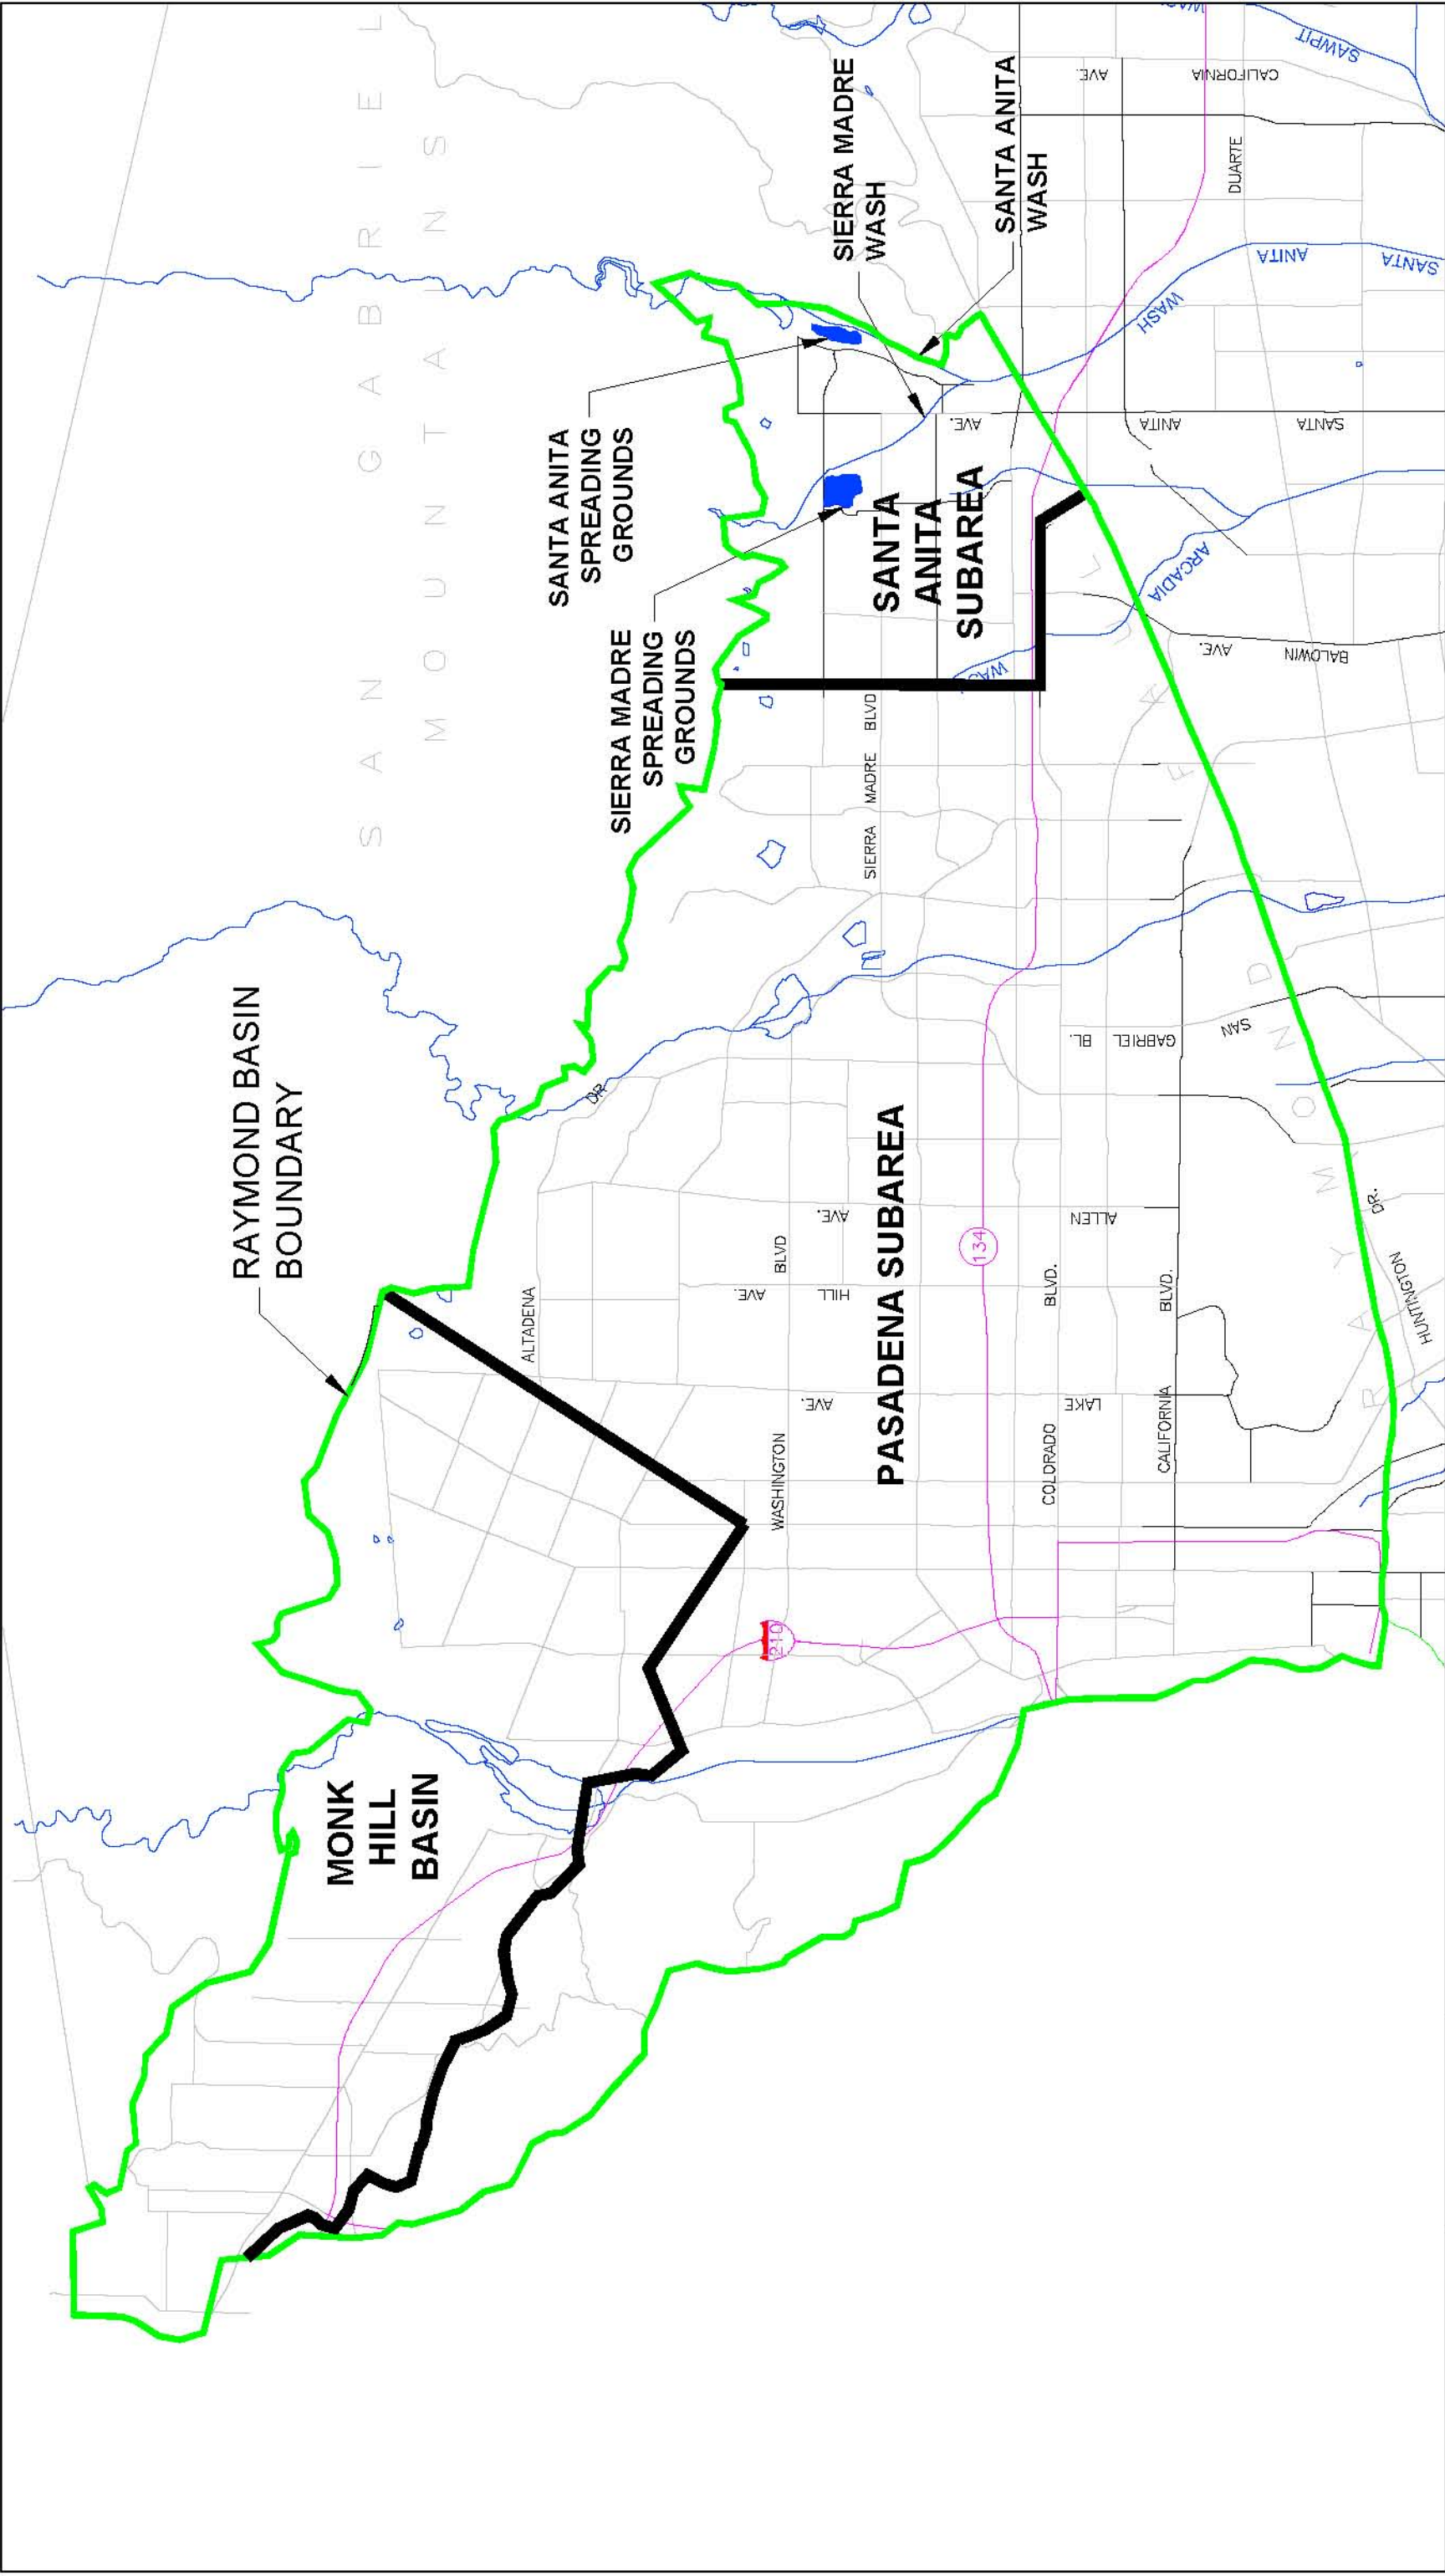 SAN GABRIEL
MOUNTAINS
RAYMOND BASIN
BOUNDARY
MONK
HILL
BASIN
SANTA ANITA
SPREADING
GROUNDS
SIERRA MADRE
SPREADING
GROUNDS
SIERRA MADRE
WASH
SANTA ANITA
WASH
SANTA
ANITA
SUBAREA
PASADENA SUBAREA
ALTADENA
DR
WASHINGTON
BLVD
SIERRA MADRE BLVD
HILL
AVE.
ALLEN
AVE.
LAKE
AVE.
COLORADO
BLVD.
CALIFORNIA
BLVD.
134
210
SAN
GABRIEL
BL.
HUNTINGTON
DR.
BALDWIN
AVE.
SANTA
ANITA
AVE.
ARCADIA
WASH
SANTA
ANITA
WASH
DUARTE
CALIFORNIA
AVE.
SAWPIT
RAYMOND